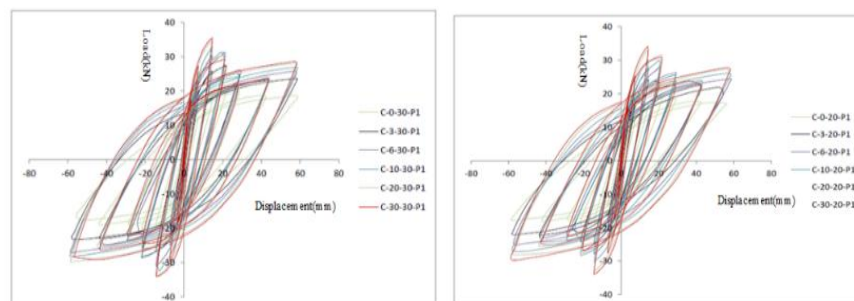 40
30
20
10
0
-10
-20
-30
-40
-80
-60
-40
-20
0
20
40
60
80
Load(kN)
Displacement(mm)
C-0-30-P1
C-3-30-P1
C-6-30-P1
C-10-30-P1
C-20-30-P1
C-30-30-P1
40
30
20
10
0
-10
-20
-30
-40
-80
-60
-40
-20
0
20
40
60
80
Load(kN)
Displacement(mm)
C-0-20-P1
C-3-20-P1
C-6-20-P1
C-10-20-P1
C-20-20-P1
C-30-20-P1